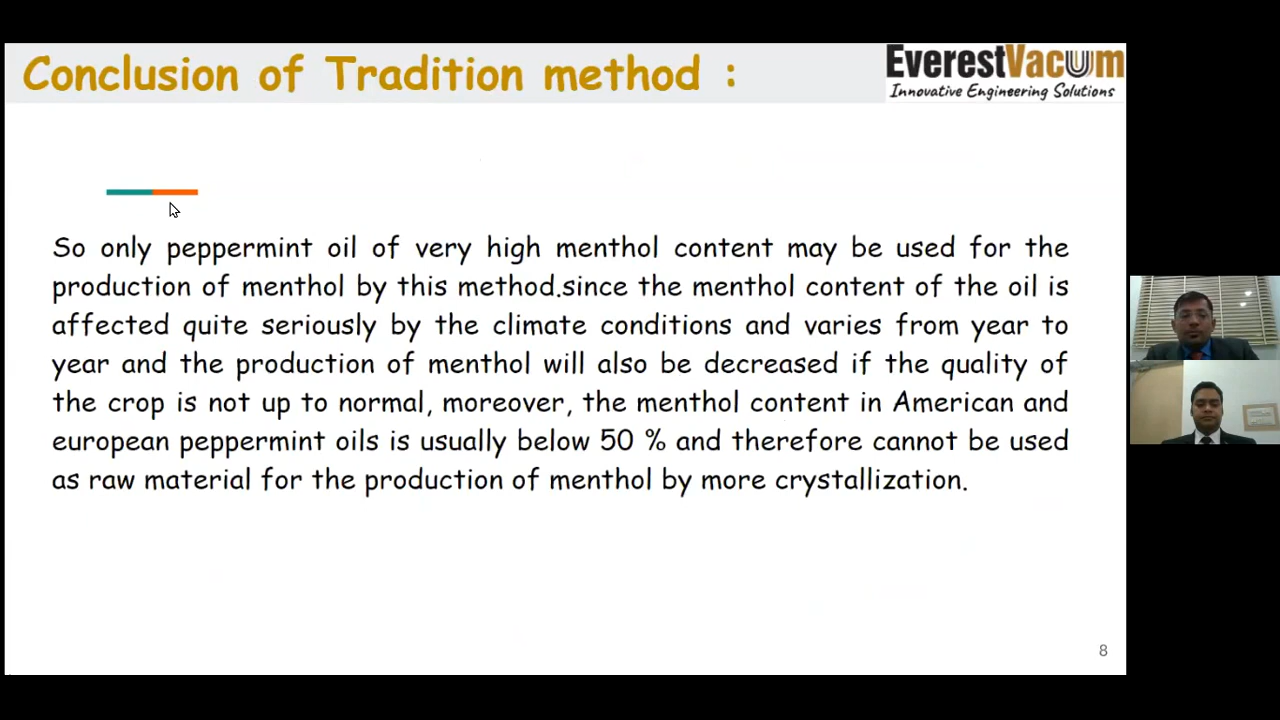 Conclusion of Tradition method :
EverestVacuum
Innovative Engineering Solutions
So only peppermint oil of very high menthol content may be used for the
production of menthol by this method.since the menthol content of the oil is
affected quite seriously by the climate conditions and varies from year to
year and the production of menthol will also be decreased if the quality of
the crop is not up to normal, moreover, the menthol content in American and
european peppermint oils is usually below 50 % and therefore cannot be used
as raw material for the production of menthol by more crystallization.
8